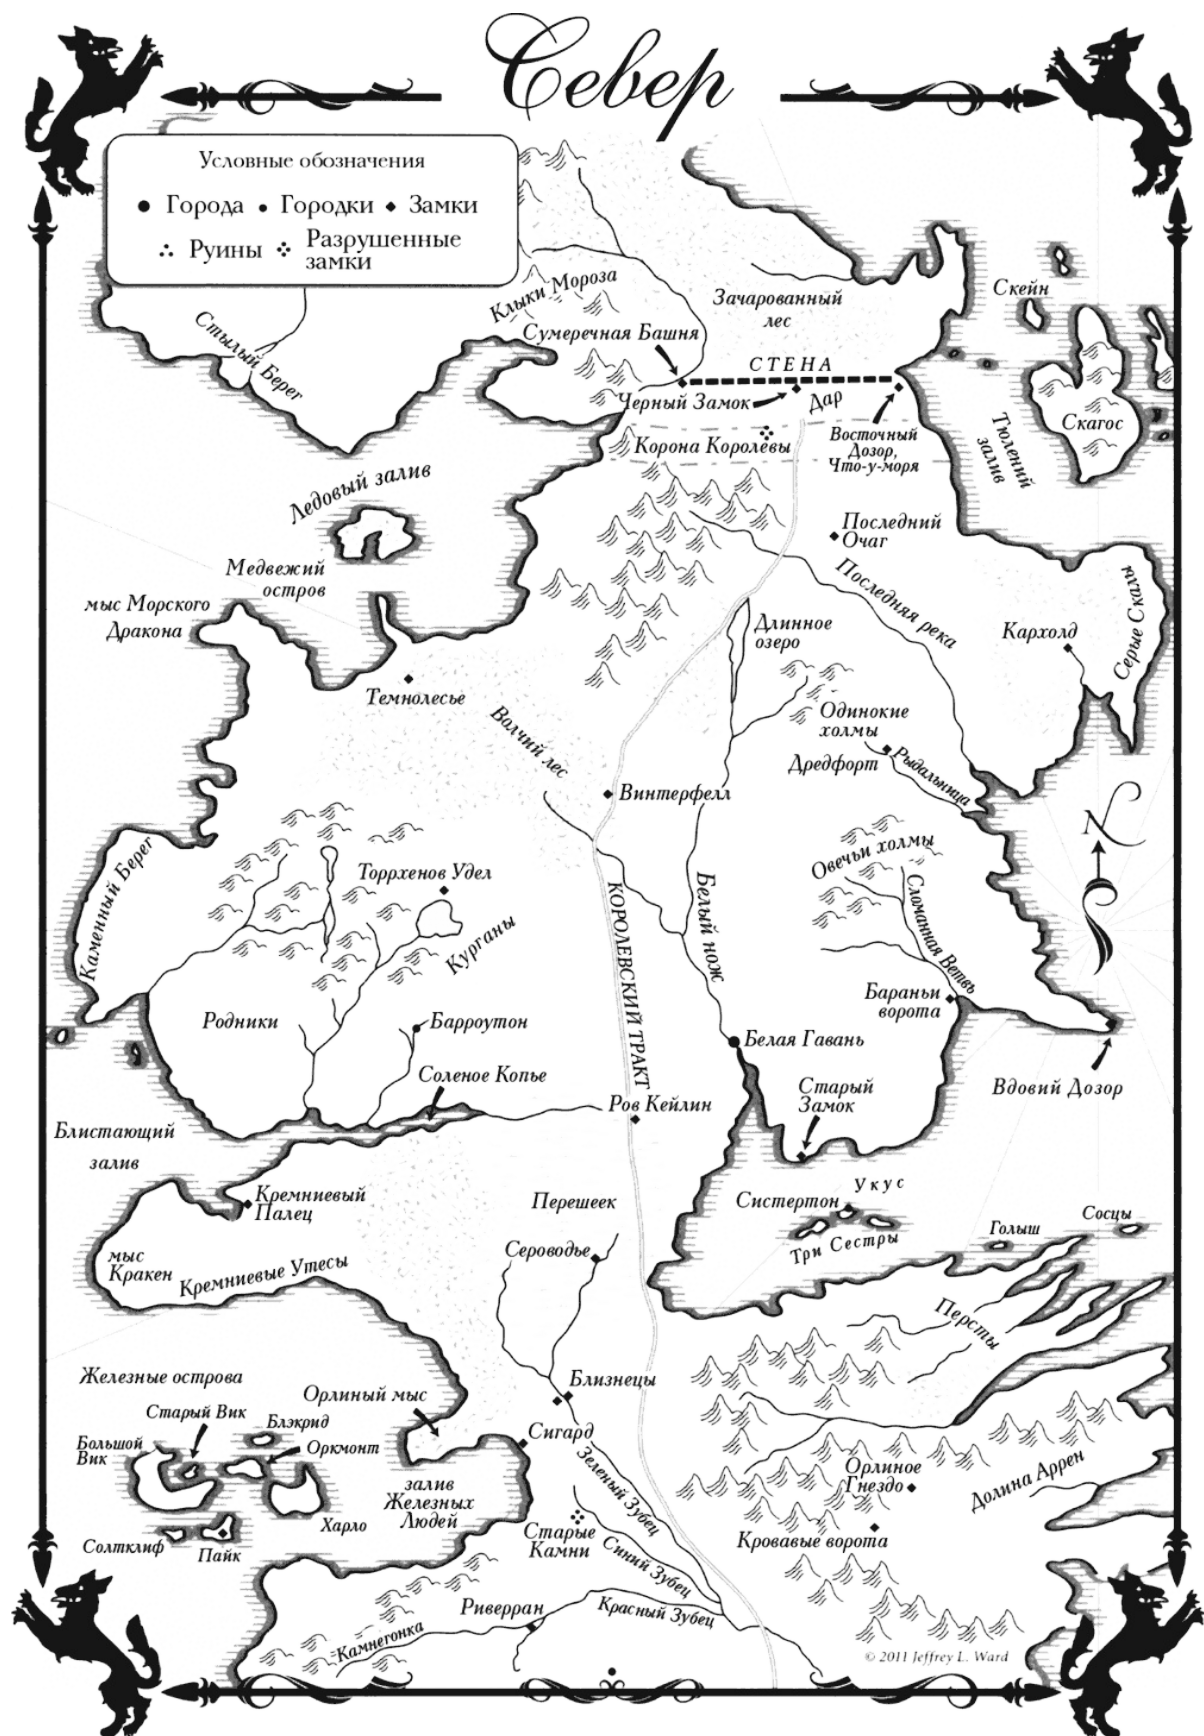 Север
Условные обозначения
Города
Городки
Замки
Руины
Разрушенные
замки
Клыки Мороза
Зачарованный
лес
Скейн
Стылый Берег
Сумеречная Башня
СТЕНА
Черный Замок
Дар
Скагос
Корона Королевы
Восточный
Дозор,
Что-у-моря
Тюлений
залив
Ледовый залив
Последний
Очаг
Медвежий
остров
мыс Морского
Дракона
Последняя река
Длинное
озеро
Кархолд
Серые Скалы
Темнолесье
Волчий лес
Одинокие
холмы
Дредфорт
Рыдальница
Винтерфелл
Каменный Берег
Торрхенов Удел
Овечьи холмы
КОРОЛЕВСКИЙ ТРАКТ
Белый нож
Сломанная Ветвь
Курганы
Бараньи
ворота
Родники
Барроутон
Белая Гавань
Соленое Копье
Старый
Замок
Вдовий Дозор
Ров Кейлин
Блистающий
залив
Кремниевый
Палец
Перешеек
Систертон
Укус
Голыш
Сосцы
Три Сестры
мыс
Кракен
Кремниевые Утесы
Сероводье
Персты
Железные острова
Близнецы
Орлиный мыс
Старый Вик
Блэкрид
Большой
Вик
Оркмонт
Сигард
Зеленый Зубец
залив
Железных
Людей
Орлиное
Гнездо
Долина Аррен
Харло
Старые
Камни
Солтклиф
Пайк
Кровавые ворота
Синий Зубец
Риверран
Красный Зубец
Камнегонка
© 2011 Jeffrey L. Ward
N